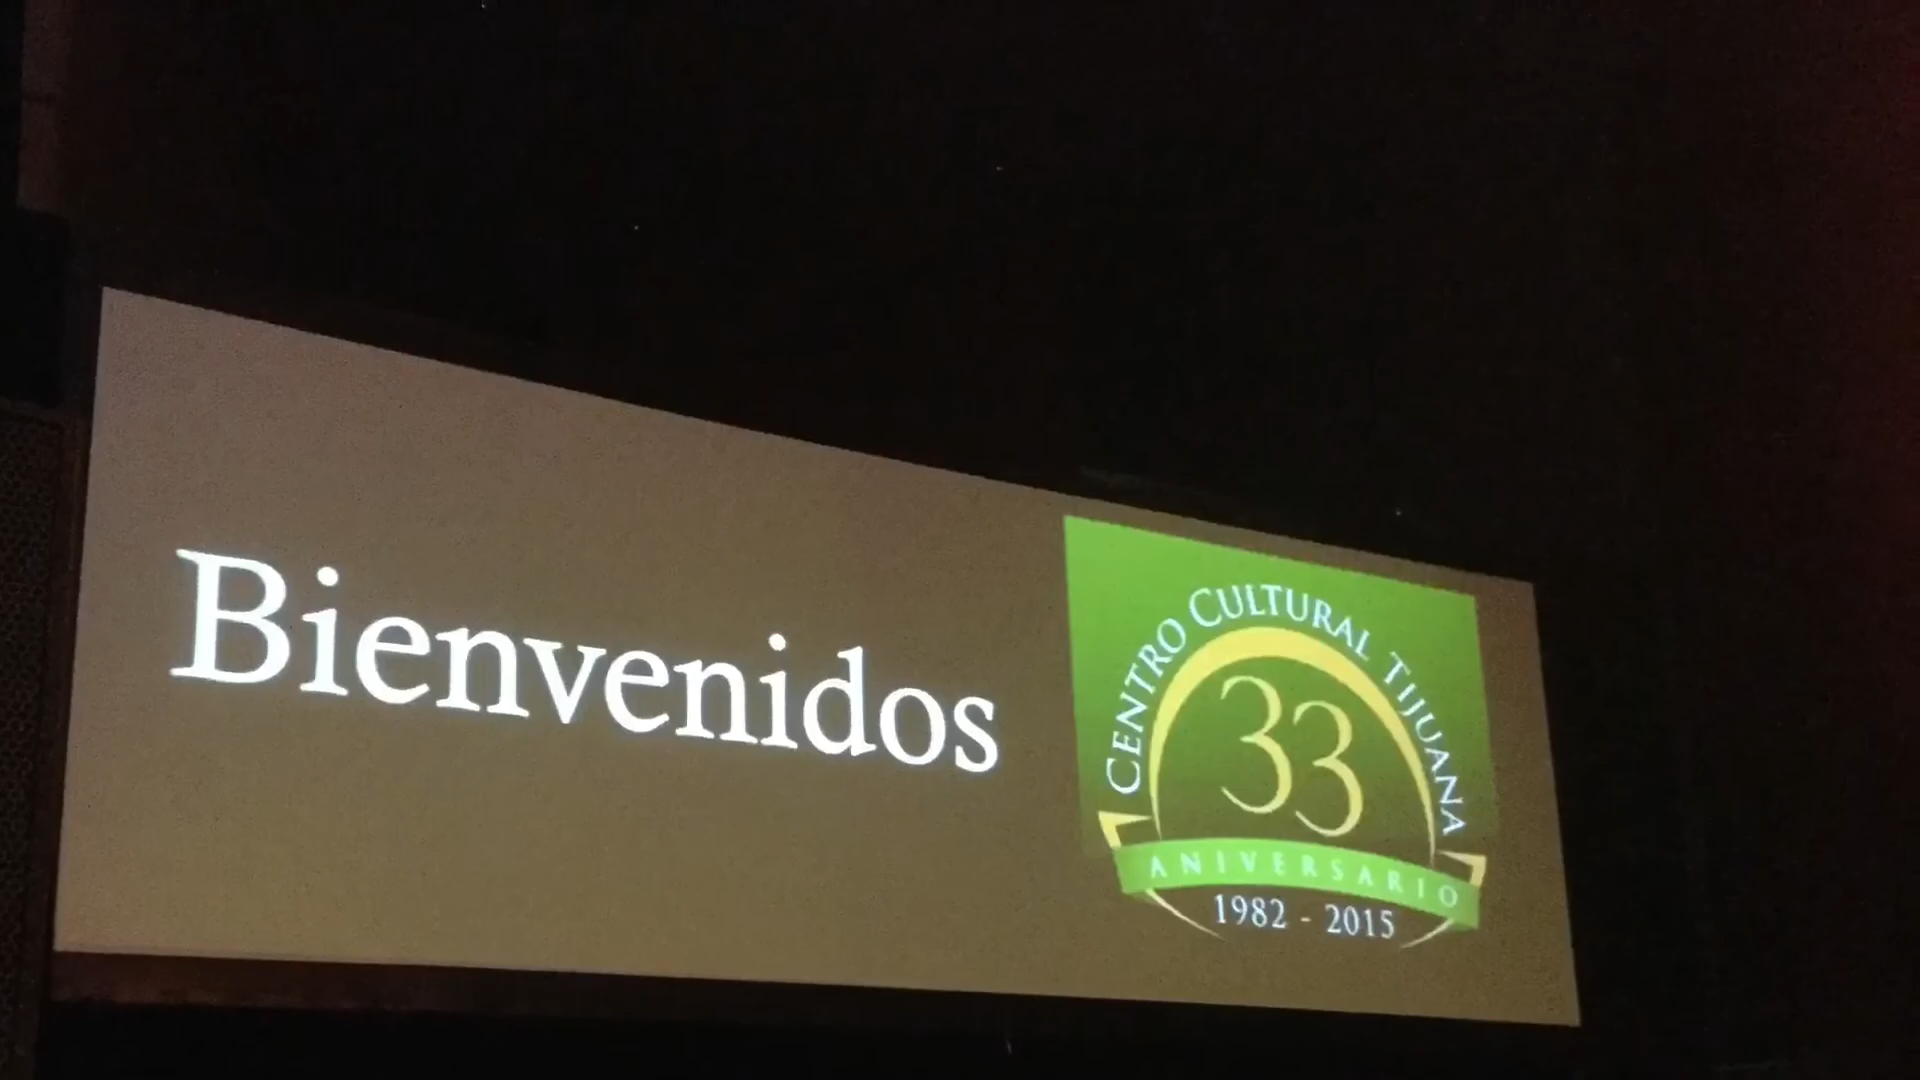 Bienvenidos
CENTRO CULTURAL TIJUANA
33
ANIVERSARIO
1982 - 2015